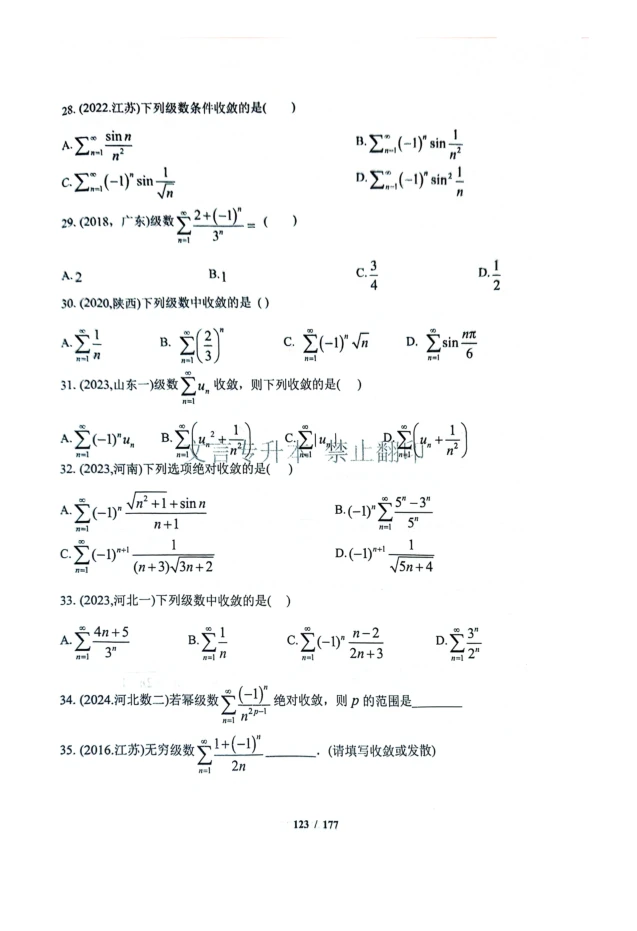 28. (2022.江苏)下列级数条件收敛的是(　　)
A. $\sum_{n=1}^{\infty} \frac{\sin n}{n^2}$　B. $\sum_{n=1}^{\infty} (-1)^n \sin \frac{1}{n^2}$
C. $\sum_{n=1}^{\infty} (-1)^n \sin \frac{1}{\sqrt{n}}$　D. $\sum_{n=1}^{\infty} (-1)^n \sin^2 \frac{1}{n}$
29. (2018，广东)级数 $\sum_{n=1}^{\infty} \frac{2+(-1)^n}{3^n}$ = (　　)
A. 2　B. 1　C. $\frac{3}{4}$　D. $\frac{1}{2}$
30. (2020,陕西)下列级数中收敛的是 ( )
A. $\sum_{n=1}^{\infty} \frac{1}{n}$　B. $\sum_{n=1}^{\infty} \left(\frac{2}{3}\right)^n$　C. $\sum_{n=1}^{\infty} (-1)^n \sqrt{n}$　D. $\sum_{n=1}^{\infty} \sin \frac{n\pi}{6}$
31. (2023,山东一)级数 $\sum_{n=1}^{\infty} u_n$ 收敛，则下列收敛的是(　　)
A. $\sum_{n=1}^{\infty} (-1)^n u_n$　B. $\sum_{n=1}^{\infty} \left(u_n^2 + \frac{1}{n^2}\right)$　C. $\sum_{n=1}^{\infty} |u_n|$　D. $\sum_{n=1}^{\infty} \left(u_n + \frac{1}{n^2}\right)$
文言专升本 禁止翻印
32. (2023,河南)下列选项绝对收敛的是(　　)
A. $\sum_{n=1}^{\infty} (-1)^n \frac{\sqrt{n^2+1}+\sin n}{n+1}$　B. $(-1)^n \sum_{n=1}^{\infty} \frac{5^n-3^n}{5^n}$
C. $\sum_{n=1}^{\infty} (-1)^{n+1} \frac{1}{(n+3)\sqrt{3n+2}}$　D. $(-1)^{n+1} \frac{1}{\sqrt{5n+4}}$
33. (2023,河北一)下列级数中收敛的是(　　)
A. $\sum_{n=1}^{\infty} \frac{4n+5}{3^n}$　B. $\sum_{n=1}^{\infty} \frac{1}{n}$　C. $\sum_{n=1}^{\infty} (-1)^n \frac{n-2}{2n+3}$　D. $\sum_{n=1}^{\infty} \frac{3^n}{2^n}$
34. (2024.河北数二)若幂级数 $\sum_{n=1}^{\infty} \frac{(-1)^n}{n^{2p-1}}$ 绝对收敛，则 p 的范围是________
35. (2016.江苏)无穷级数 $\sum_{n=1}^{\infty} \frac{1+(-1)^n}{2n}$ ________．(请填写收敛或发散)
123 / 177